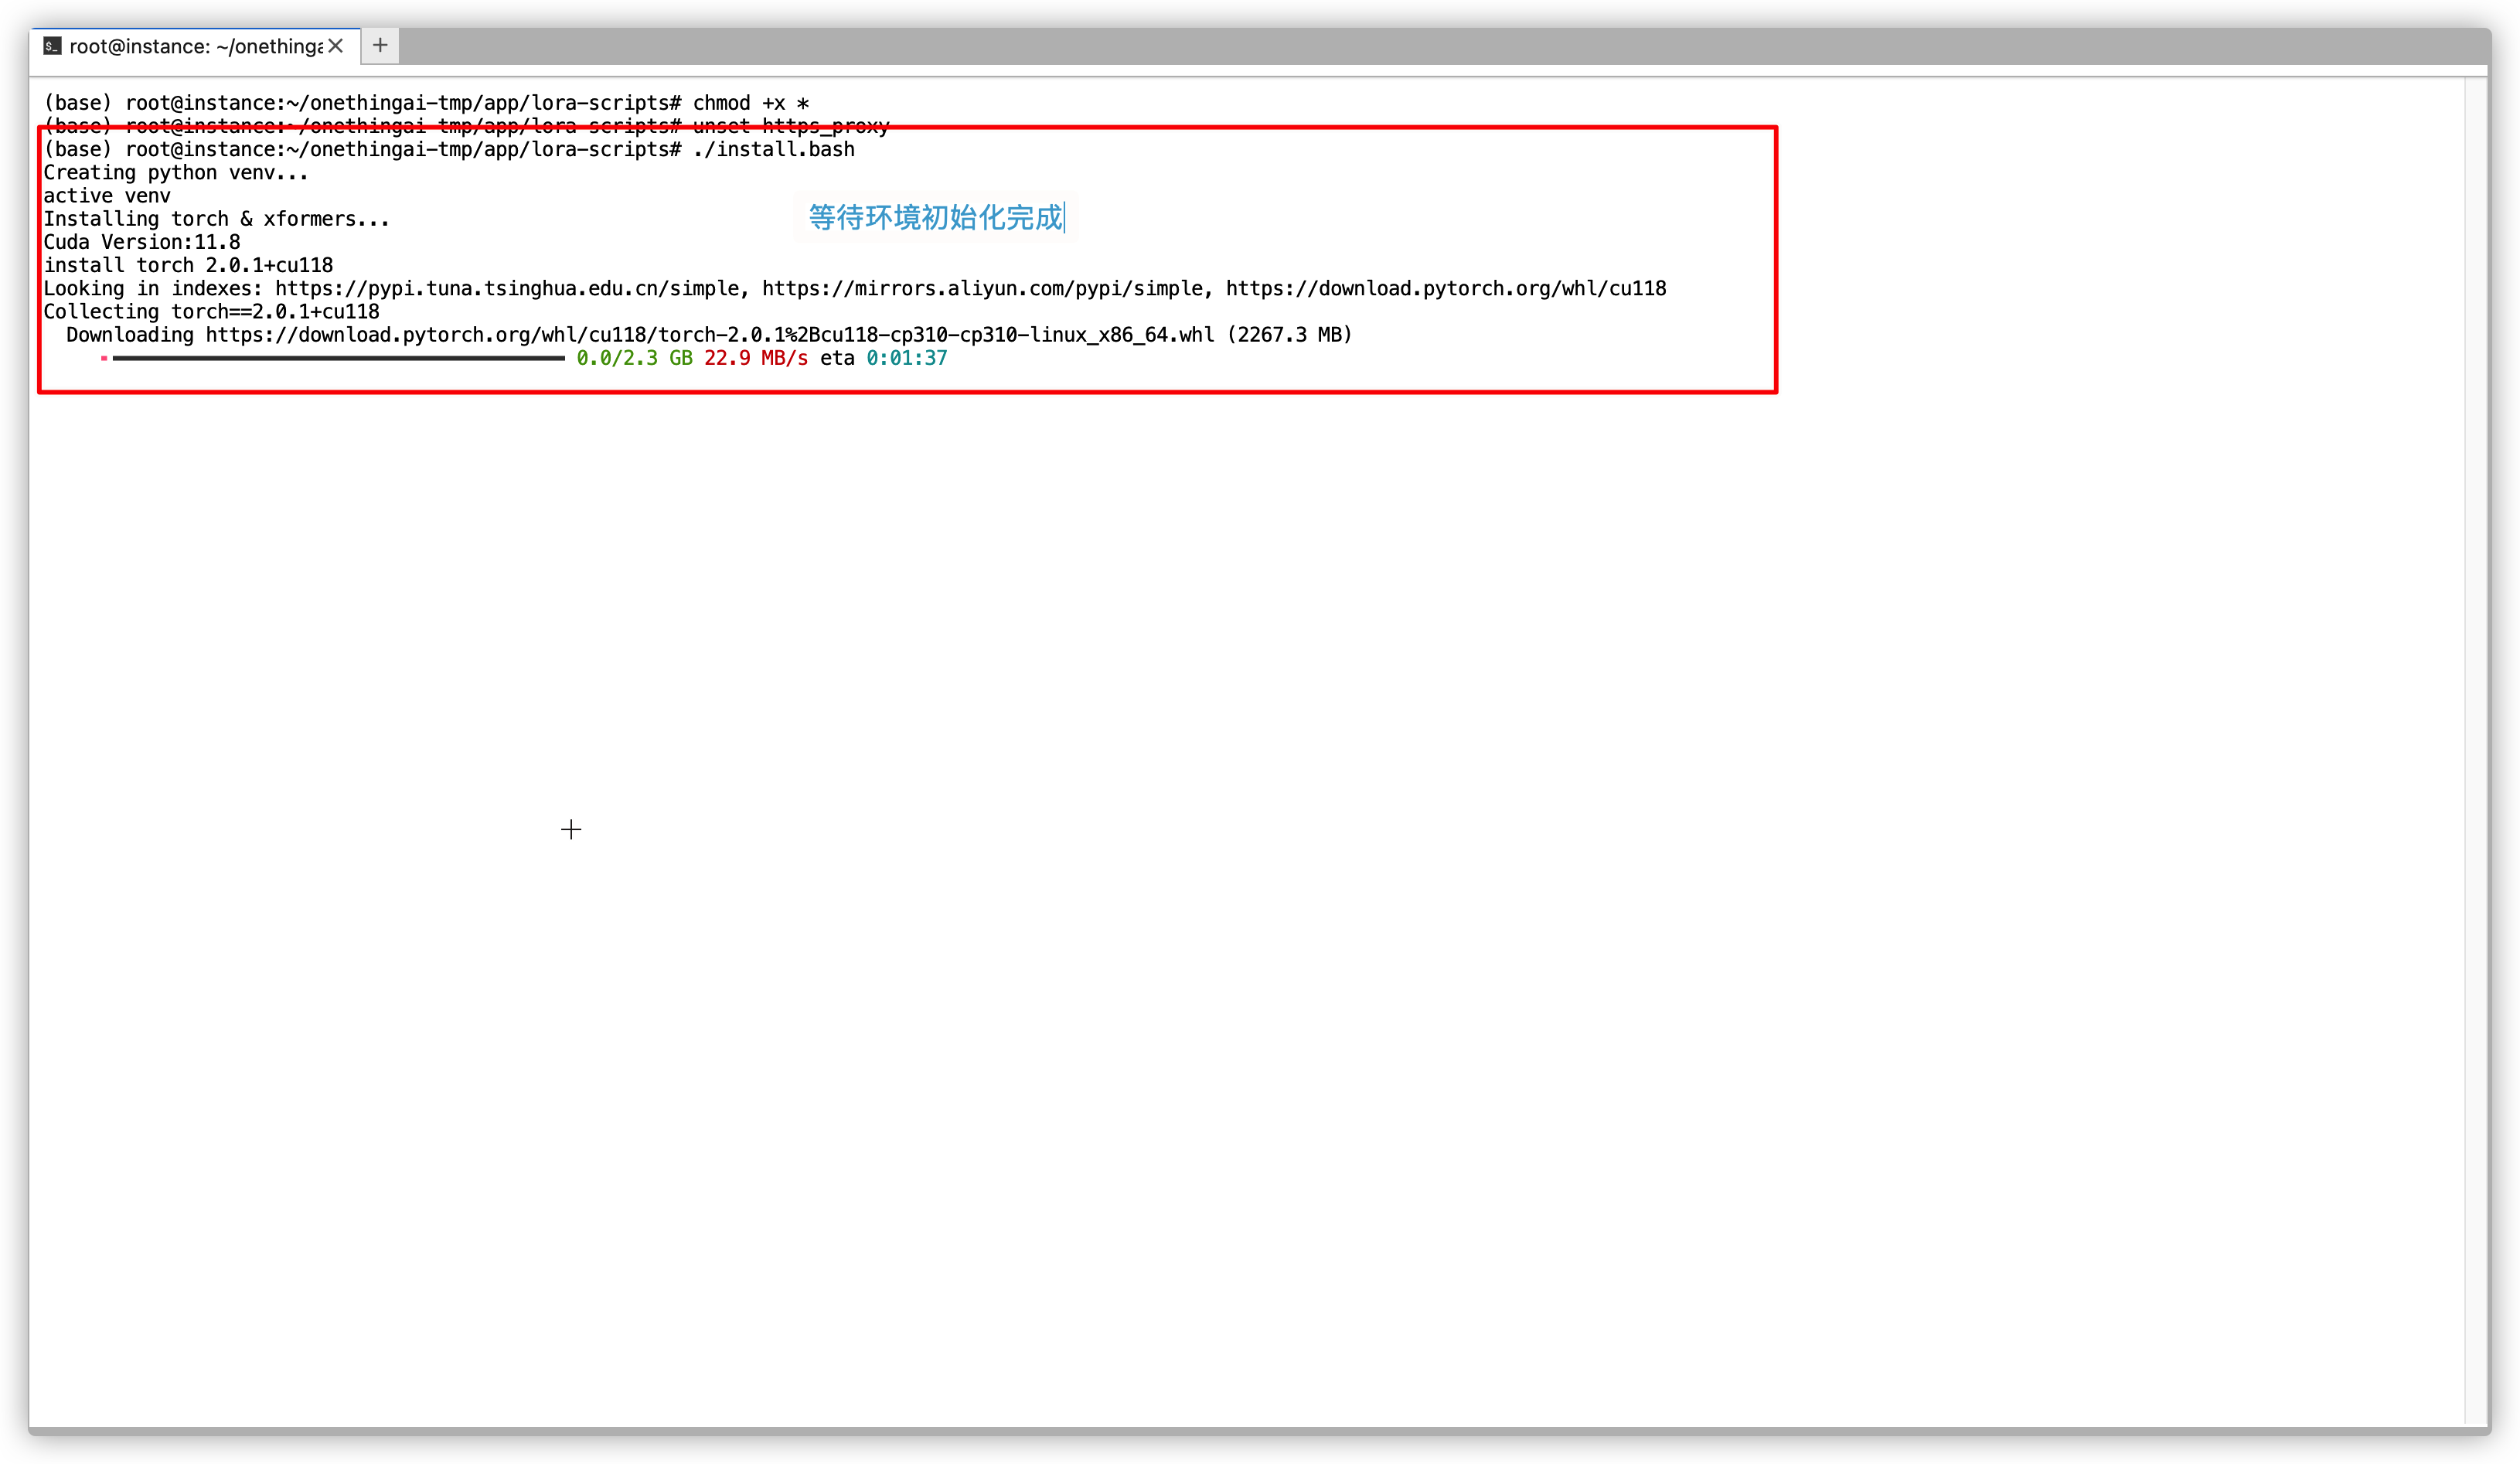 root@instance: ~/onethinga
(base) root@instance:~/onethingai-tmp/app/lora-scripts# chmod +x *
(base) root@instance:~/onethingai-tmp/app/lora-scripts# unset https_proxy
(base) root@instance:~/onethingai-tmp/app/lora-scripts# ./install.bash
Creating python venv...
active venv
Installing torch & xformers...
等待环境初始化完成
Cuda Version:11.8
install torch 2.0.1+cu118
Looking in indexes: https://pypi.tuna.tsinghua.edu.cn/simple, https://mirrors.aliyun.com/pypi/simple, https://download.pytorch.org/whl/cu118
Collecting torch==2.0.1+cu118
Downloading https://download.pytorch.org/whl/cu118/torch-2.0.1%2Bcu118-cp310-cp310-linux_x86_64.whl (2267.3 MB)
0.0/2.3 GB 22.9 MB/s eta 0:01:37